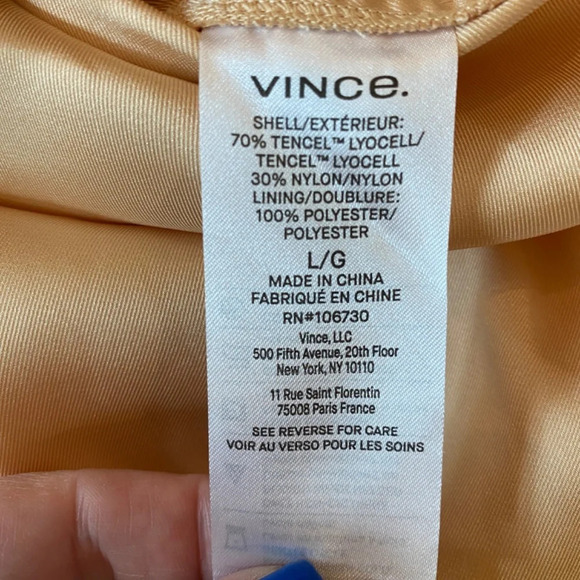 VINCE.
SHELL/EXTÉRIEUR:
70% TENCEL™ LYOCELL/
TENCEL™ LYOCELL
30% NYLON/NYLON
LINING/DOUBLURE:
100% POLYESTER/
POLYESTER
L/G
MADE IN CHINA
FABRIQUÉ EN CHINE
RN#106730
Vince, LLC
500 Fifth Avenue, 20th Floor
New York, NY 10110
11 Rue Saint Florentin
75008 Paris France
SEE REVERSE FOR CARE
VOIR AU VERSO POUR LES SOINS